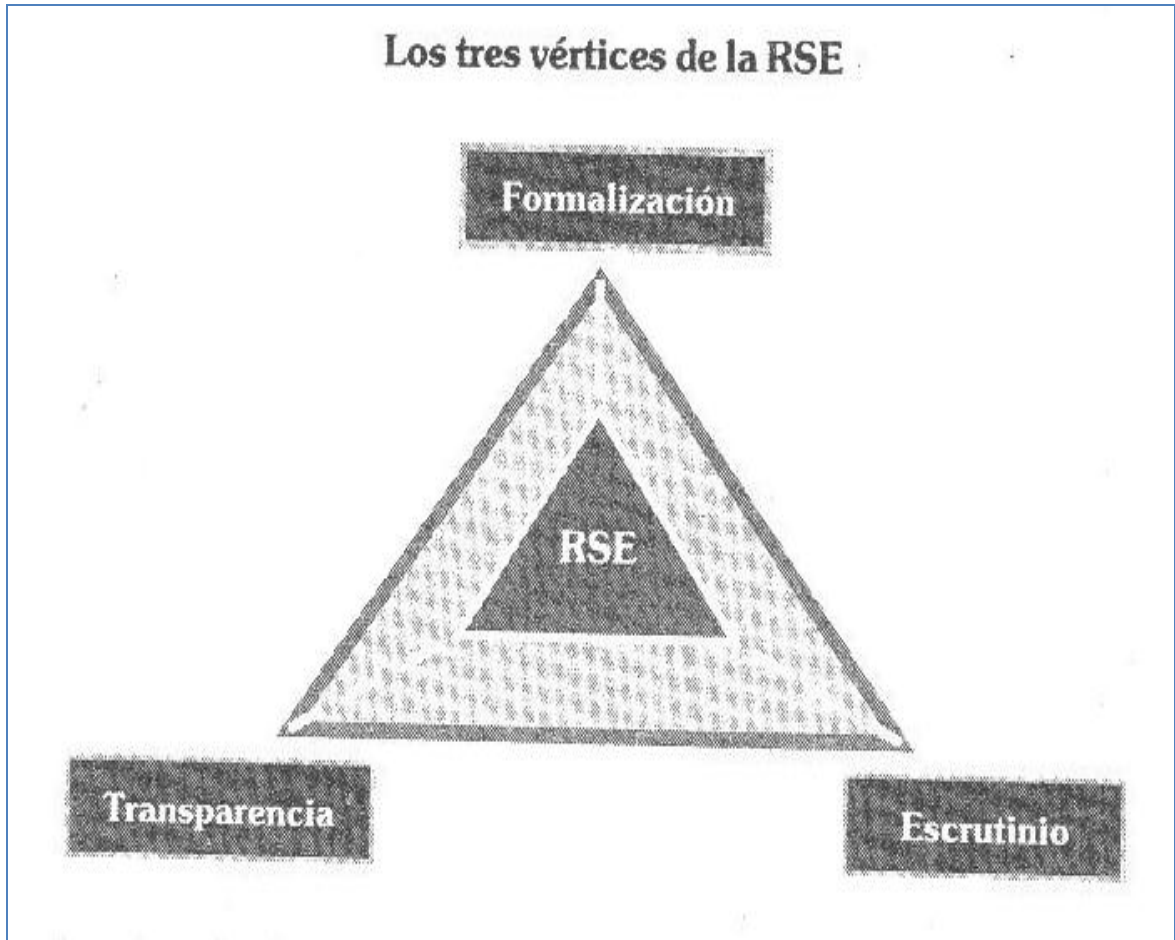 Los tres vértices de la RSE
Formalización
RSE
Transparencia
Escrutinio